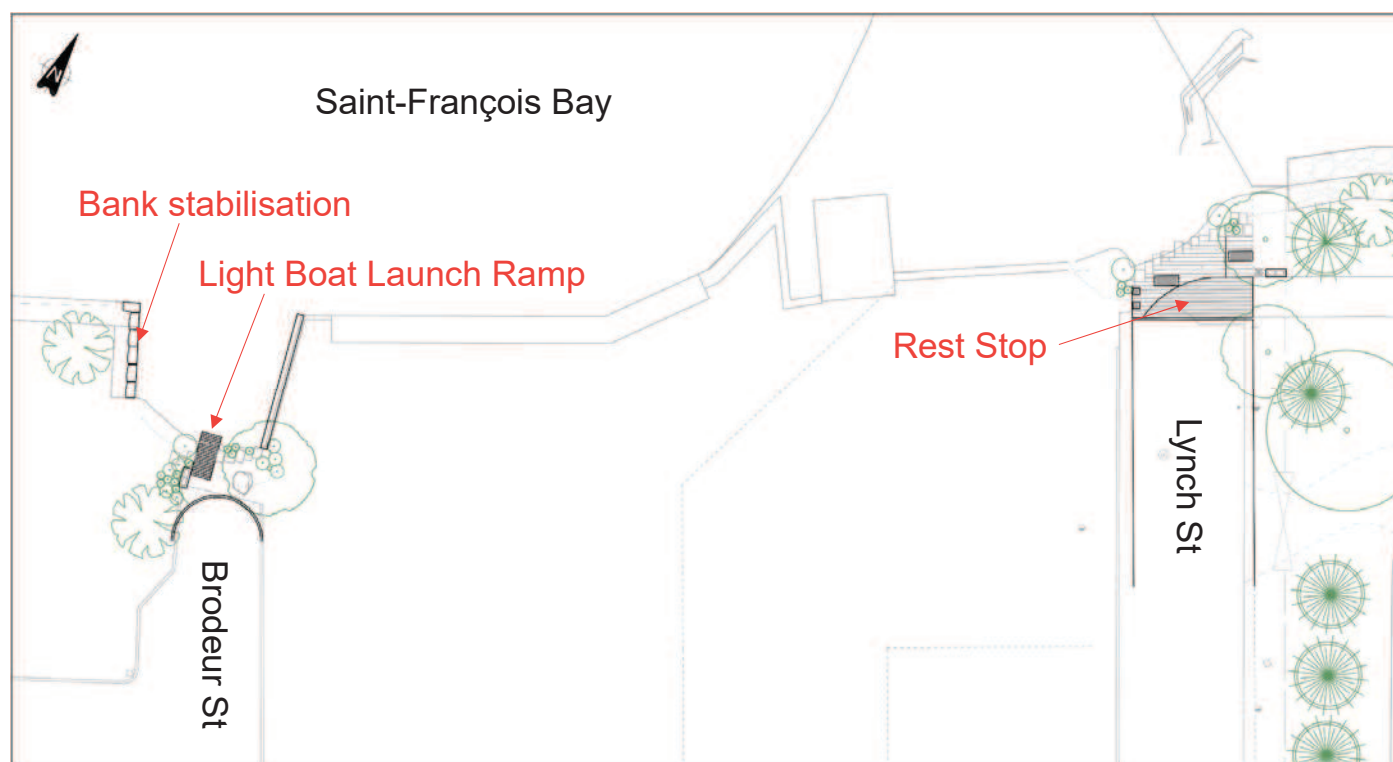 N
Saint-François Bay
Bank stabilisation
Light Boat Launch Ramp
Rest Stop
Lynch St
Brodeur St